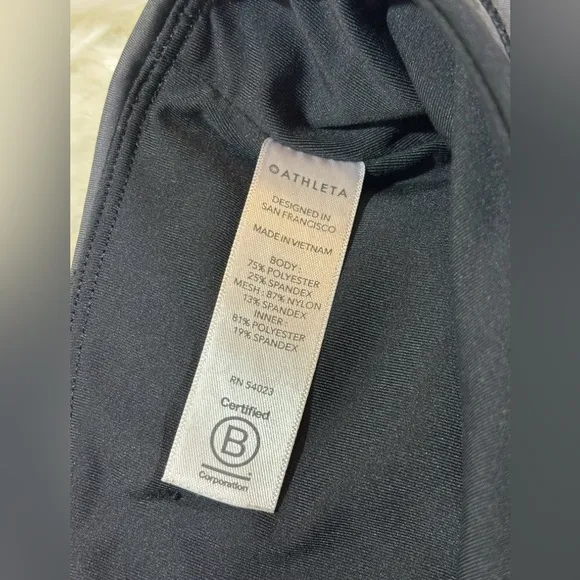 ATHLETA
DESIGNED IN
SAN FRANCISCO
MADE IN VIETNAM
BODY :
75% POLYESTER
25% SPANDEX
MESH : 87% NYLON
13% SPANDEX
INNER :
81% POLYESTER
19% SPANDEX
RN 54023
Certified
B
Corporation